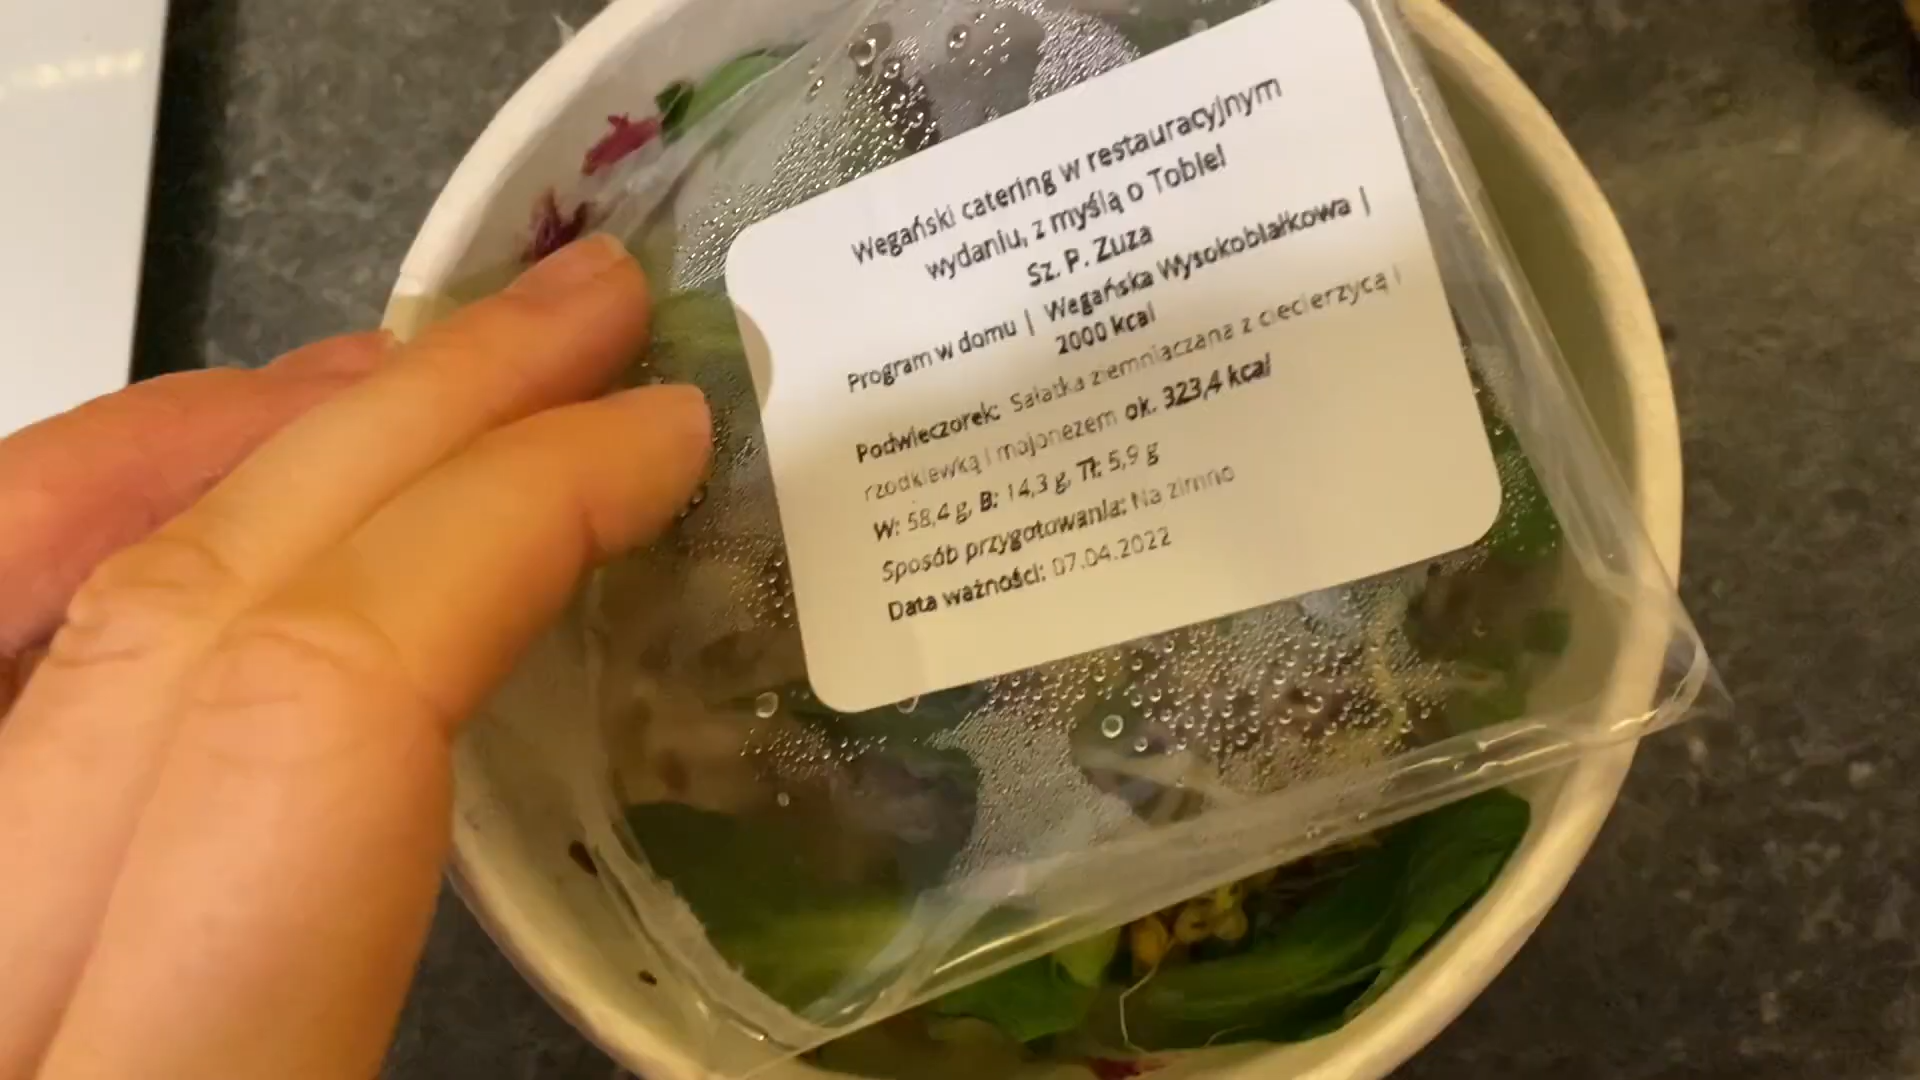 Wegański catering w restauracyjnym
wydaniu, z myślą o Tobie!
Sz. P. Zuza
Program w domu | Wegańska Wysokobiałkowa |
2000 kcal
Podwieczorek: Sałatka ziemniaczana z ciecierzycą i
rzodkiewką i majonezem ok. 323,4 kcal
W: 58,4 g, B: 14,3 g, Tł: 5,9 g
Sposób przygotowania: Na zimno
Data ważności: 07.04.2022